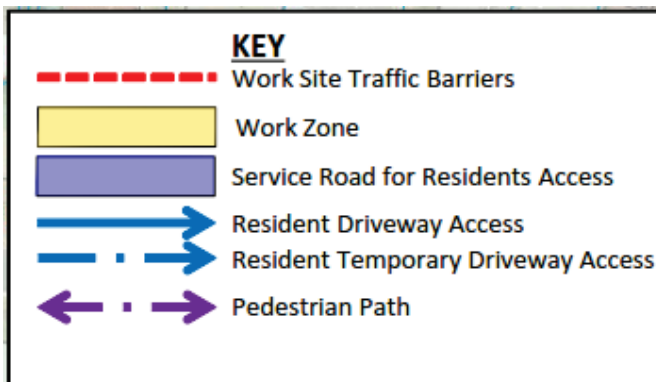 KEY
Work Site Traffic Barriers
Work Zone
Service Road for Residents Access
Resident Driveway Access
Resident Temporary Driveway Access
Pedestrian Path